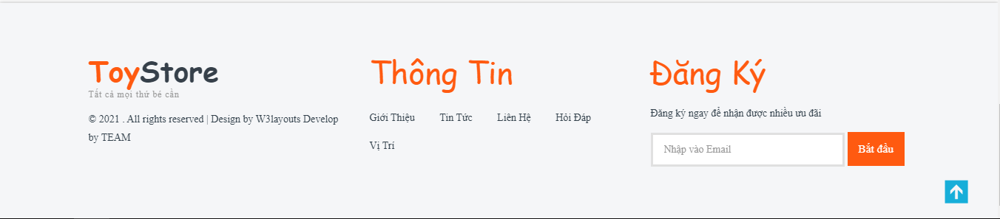 ToyStore
Tất cả mọi thứ bé cần
© 2021 . All rights reserved | Design by W3layouts Develop
by TEAM
Thông Tin
Giới Thiệu Tin Tức Liên Hệ Hỏi Đáp
Vị Trí
Đăng Ký
Đăng ký ngay để nhận được nhiều ưu đãi
Nhập vào Email Bắt đầu